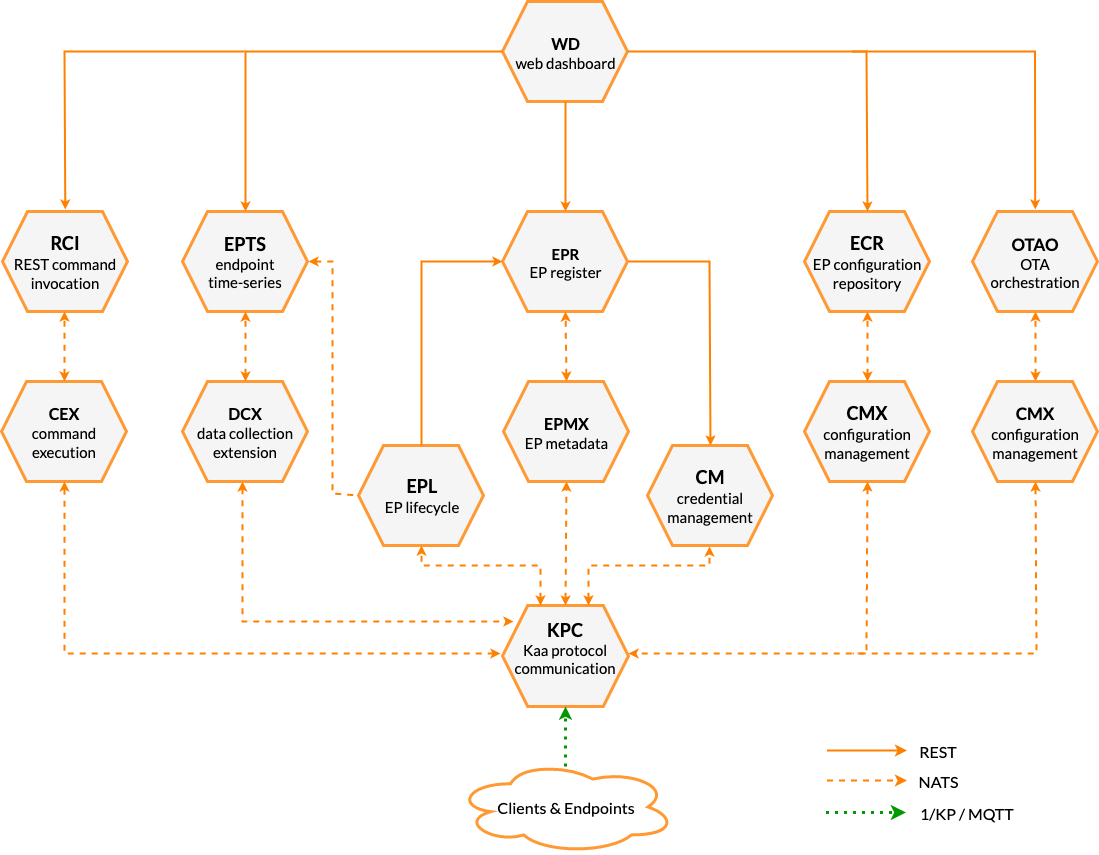 WD
web dashboard
RCI
REST command
invocation
EPTS
endpoint
time-series
EPR
EP register
ECR
EP configuration
repository
OTAO
OTA
orchestration
CEX
command
execution
DCX
data collection
extension
EPL
EP lifecycle
EPMX
EP metadata
CM
credential
management
CMX
configuration
management
CMX
configuration
management
KPC
Kaa protocol
communication
Clients & Endpoints
REST
NATS
1/KP / MQTT